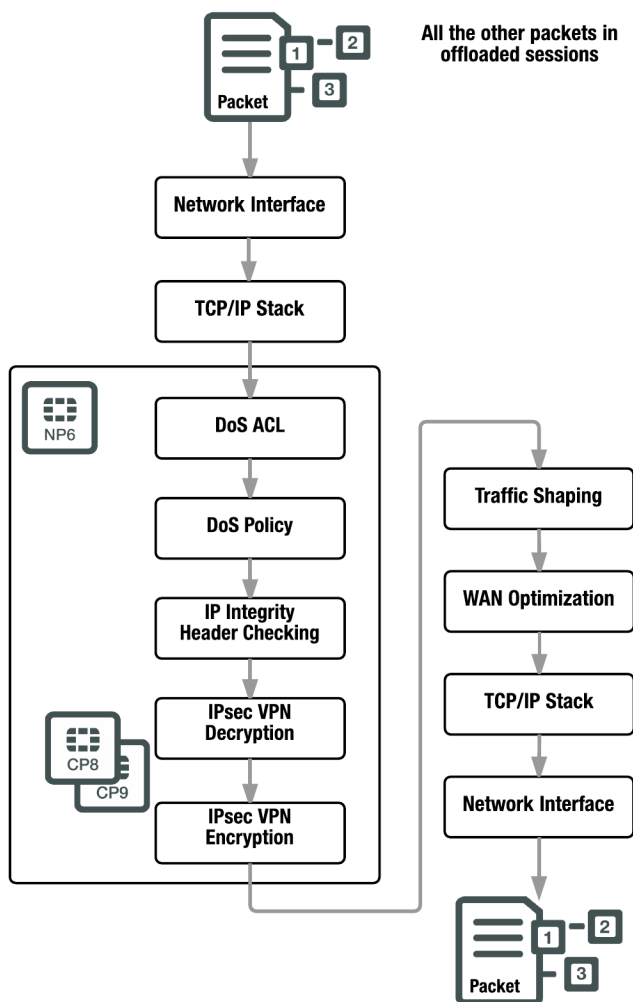 All the other packets in
offloaded sessions
1
2
3
Packet
Network Interface
TCP/IP Stack
NP6
DoS ACL
DoS Policy
IP Integrity
Header Checking
IPsec VPN
Decryption
CP8
CP9
IPsec VPN
Encryption
Traffic Shaping
WAN Optimization
TCP/IP Stack
Network Interface
1
2
3
Packet